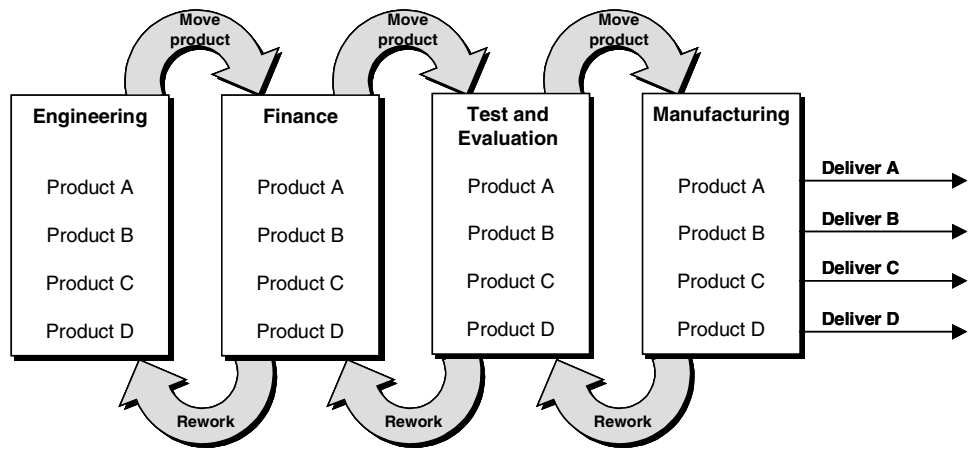 Move
product
Move
product
Move
product
Engineering
Product A
Product B
Product C
Product D
Finance
Product A
Product B
Product C
Product D
Test and
Evaluation
Product A
Product B
Product C
Product D
Manufacturing
Product A
Product B
Product C
Product D
Deliver A
Deliver B
Deliver C
Deliver D
Rework
Rework
Rework